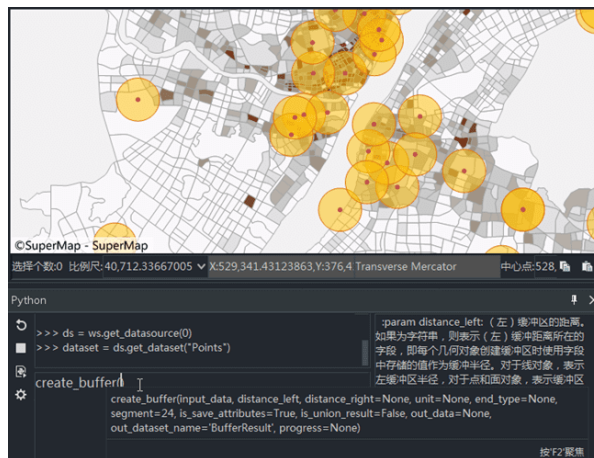 ©SuperMap - SuperMap
选择个数:0 比例尺: 40,712.33667005 X:529,341.43123863,Y:376,4 Transverse Mercator 中心点: 528,
Python
>>> ds = ws.get_datasource(0)
>>> dataset = ds.get_dataset("Points")
:param distance_left: （左）缓冲区的距离。
如果为字符串，则表示（左）缓冲距离所在的
字段，即每个几何对象创建缓冲区时使用字段
中存储的值作为缓冲半径。对于线对象，表示
左缓冲区半径，对于点和面对象，表示缓冲区
create_buffer(
create_buffer(input_data, distance_left, distance_right=None, unit=None, end_type=None,
segment=24, is_save_attributes=True, is_union_result=False, out_data=None,
out_dataset_name='BufferResult', progress=None)
按'F2'聚焦